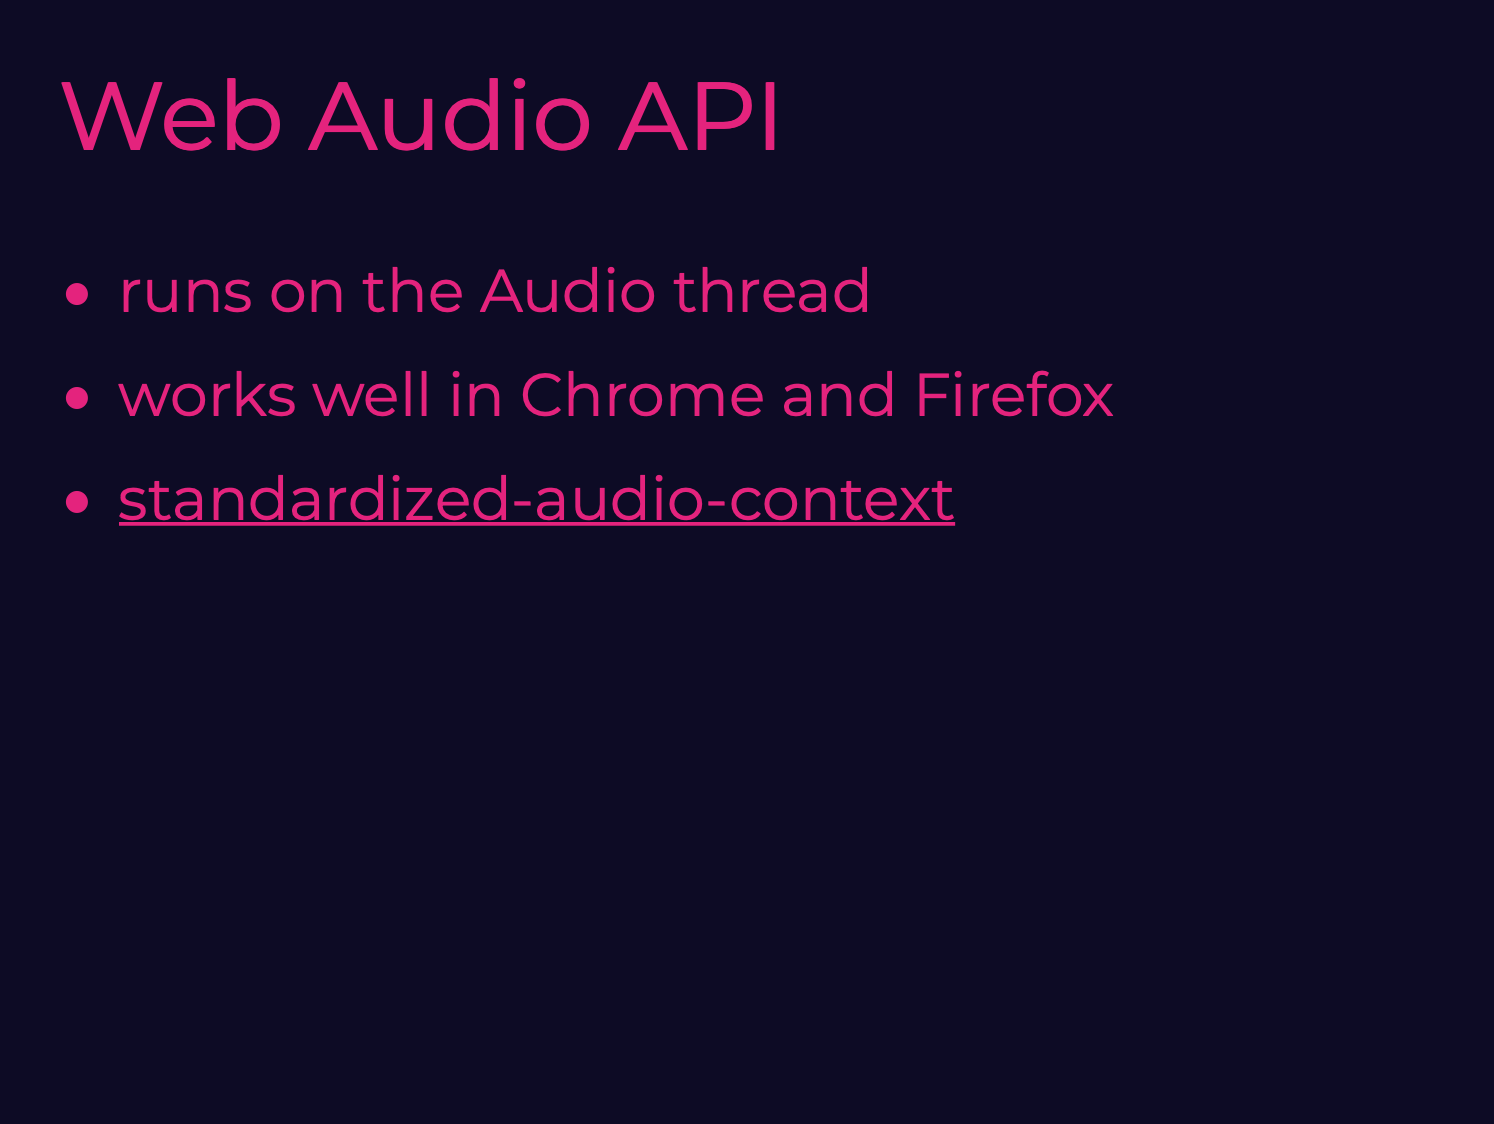 Web Audio API
• runs on the Audio thread
• works well in Chrome and Firefox
• standardized-audio-context